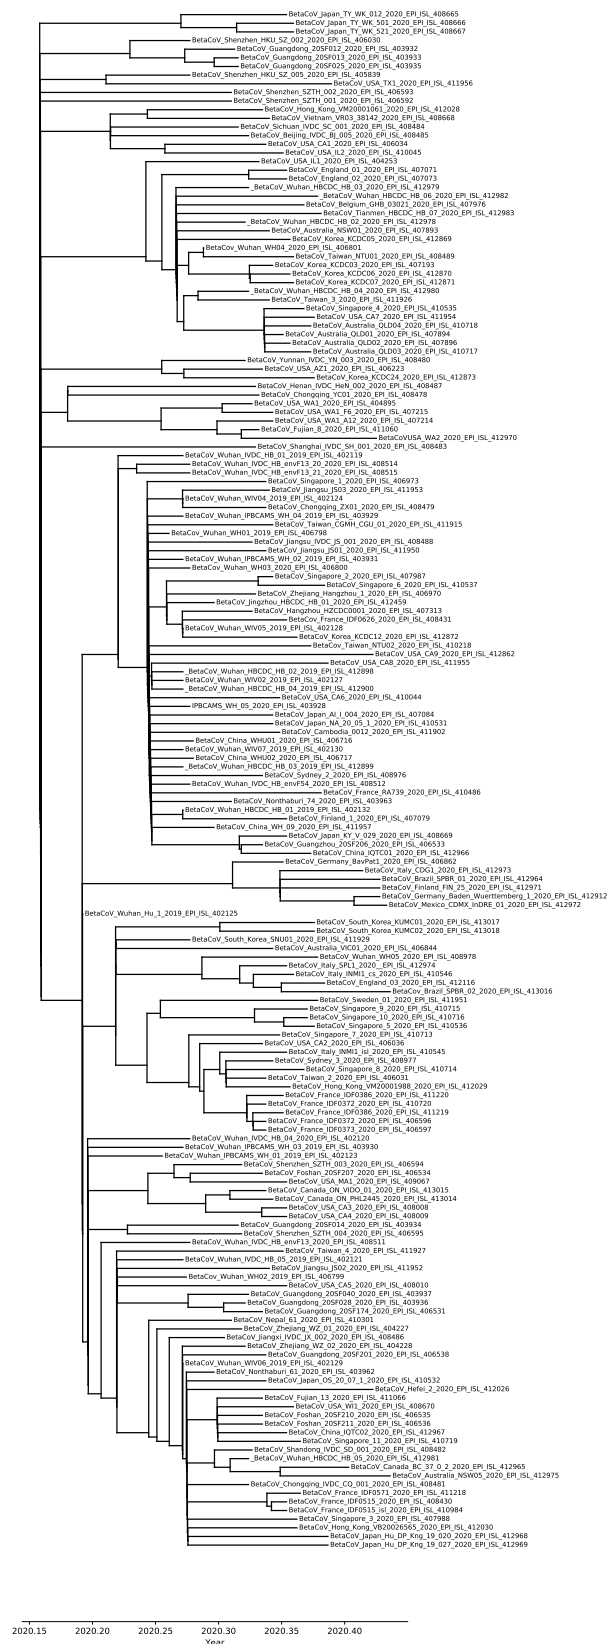 BetaCoV_Japan_TY_WK_012_2020_EPI_ISL_408665
BetaCoV_Japan_TY_WK_501_2020_EPI_ISL_408666
BetaCoV_Japan_TY_WK_521_2020_EPI_ISL_408667
BetaCoV_Shenzhen_HKU_SZ_002_2020_EPI_ISL_406030
BetaCoV_Guangdong_20SF012_2020_EPI_ISL_403932
BetaCoV_Guangdong_20SF013_2020_EPI_ISL_403933
BetaCoV_Guangdong_20SF025_2020_EPI_ISL_403935
BetaCoV_Shenzhen_HKU_SZ_005_2020_EPI_ISL_405839
BetaCoV_USA_TX1_2020_EPI_ISL_411956
BetaCoV_Shenzhen_SZTH_002_2020_EPI_ISL_406593
BetaCoV_Shenzhen_SZTH_001_2020_EPI_ISL_406592
BetaCoV_Hong_Kong_VM20001061_2020_EPI_ISL_412028
BetaCoV_Vietnam_VR03_38142_2020_EPI_ISL_408668
BetaCoV_Sichuan_IVDC_SC_001_2020_EPI_ISL_408484
BetaCoV_Beijing_IVDC_BJ_005_2020_EPI_ISL_408485
BetaCoV_USA_CA1_2020_EPI_ISL_406034
BetaCoV_USA_IL2_2020_EPI_ISL_410045
BetaCoV_USA_IL1_2020_EPI_ISL_404253
BetaCoV_England_01_2020_EPI_ISL_407071
BetaCoV_England_02_2020_EPI_ISL_407073
_BetaCoV_Wuhan_HBCDC_HB_03_2020_EPI_ISL_412979
_BetaCoV_Wuhan_HBCDC_HB_06_2020_EPI_ISL_412982
BetaCoV_Belgium_GHB_03021_2020_EPI_ISL_407976
BetaCoV_Tianmen_HBCDC_HB_07_2020_EPI_ISL_412983
_BetaCoV_Wuhan_HBCDC_HB_02_2020_EPI_ISL_412978
BetaCoV_Australia_NSW01_2020_EPI_ISL_407893
BetaCoV_Korea_KCDC05_2020_EPI_ISL_412869
BetaCov_Wuhan_WH04_2020_EPI_ISL_406801
BetaCoV_Taiwan_NTU01_2020_EPI_ISL_408489
BetaCoV_Korea_KCDC03_2020_EPI_ISL_407193
BetaCoV_Korea_KCDC06_2020_EPI_ISL_412870
BetaCoV_Korea_KCDC07_2020_EPI_ISL_412871
_BetaCoV_Wuhan_HBCDC_HB_04_2020_EPI_ISL_412980
BetaCoV_Taiwan_3_2020_EPI_ISL_411926
BetaCoV_Singapore_4_2020_EPI_ISL_410535
BetaCoV_USA_CA7_2020_EPI_ISL_411954
BetaCoV_Australia_QLD04_2020_EPI_ISL_410718
BetaCoV_Australia_QLD01_2020_EPI_ISL_407894
BetaCoV_Australia_QLD02_2020_EPI_ISL_407896
BetaCoV_Australia_QLD03_2020_EPI_ISL_410717
BetaCoV_Yunnan_IVDC_YN_003_2020_EPI_ISL_408480
BetaCoV_USA_AZ1_2020_EPI_ISL_406223
BetaCoV_Korea_KCDC24_2020_EPI_ISL_412873
BetaCoV_Henan_IVDC_HeN_002_2020_EPI_ISL_408487
BetaCoV_Chongqing_YC01_2020_EPI_ISL_408478
BetaCoV_USA_WA1_2020_EPI_ISL_404895
BetaCoV_USA_WA1_F6_2020_EPI_ISL_407215
BetaCoV_USA_WA1_A12_2020_EPI_ISL_407214
BetaCoV_Fujian_8_2020_EPI_ISL_411060
BetaCoVUSA_WA2_2020_EPI_ISL_412970
BetaCoV_Shanghai_IVDC_SH_001_2020_EPI_ISL_408483
BetaCoV_Wuhan_IVDC_HB_01_2019_EPI_ISL_402119
BetaCoV_Wuhan_IVDC_HB_envF13_20_2020_EPI_ISL_408514
BetaCoV_Wuhan_IVDC_HB_envF13_21_2020_EPI_ISL_408515
BetaCoV_Singapore_1_2020_EPI_ISL_406973
BetaCoV_Jiangsu_JS03_2020_EPI_ISL_411953
BetaCoV_Wuhan_WIV04_2019_EPI_ISL_402124
BetaCoV_Chongqing_ZX01_2020_EPI_ISL_408479
BetaCoV_Wuhan_IPBCAMS_WH_04_2019_EPI_ISL_403929
BetaCoV_Taiwan_CGMH_CGU_01_2020_EPI_ISL_411915
BetaCov_Wuhan_WH01_2019_EPI_ISL_406798
BetaCoV_Jiangsu_IVDC_JS_001_2020_EPI_ISL_408488
BetaCoV_Jiangsu_JS01_2020_EPI_ISL_411950
BetaCoV_Wuhan_IPBCAMS_WH_02_2019_EPI_ISL_403931
BetaCov_Wuhan_WH03_2020_EPI_ISL_406800
BetaCoV_Singapore_2_2020_EPI_ISL_407987
BetaCoV_Singapore_6_2020_EPI_ISL_410537
BetaCoV_Zhejiang_Hangzhou_1_2020_EPI_ISL_406970
BetaCoV_Jingzhou_HBCDC_HB_01_2020_EPI_ISL_412459
BetaCoV_Hangzhou_HZCDC0001_2020_EPI_ISL_407313
BetaCov_France_IDF0626_2020_EPI_ISL_408431
BetaCoV_Wuhan_WIV05_2019_EPI_ISL_402128
BetaCoV_Korea_KCDC12_2020_EPI_ISL_412872
BetaCov_Taiwan_NTU02_2020_EPI_ISL_410218
BetaCoV_USA_CA9_2020_EPI_ISL_412862
BetaCoV_USA_CA8_2020_EPI_ISL_411955
_BetaCoV_Wuhan_HBCDC_HB_02_2019_EPI_ISL_412898
BetaCoV_Wuhan_WIV02_2019_EPI_ISL_402127
_BetaCoV_Wuhan_HBCDC_HB_04_2019_EPI_ISL_412900
BetaCoV_USA_CA6_2020_EPI_ISL_410044
IPBCAMS_WH_05_2020_EPI_ISL_403928
BetaCoV_Japan_AI_I_004_2020_EPI_ISL_407084
BetaCoV_Japan_NA_20_05_1_2020_EPI_ISL_410531
BetaCoV_Cambodia_0012_2020_EPI_ISL_411902
BetaCoV_China_WHU01_2020_EPI_ISL_406716
BetaCoV_Wuhan_WIV07_2019_EPI_ISL_402130
BetaCoV_China_WHU02_2020_EPI_ISL_406717
_BetaCoV_Wuhan_HBCDC_HB_03_2019_EPI_ISL_412899
BetaCoV_Sydney_2_2020_EPI_ISL_408976
BetaCoV_Wuhan_IVDC_HB_envF54_2020_EPI_ISL_408512
BetaCoV_France_RA739_2020_EPI_ISL_410486
BetaCoV_Nonthaburi_74_2020_EPI_ISL_403963
BetaCoV_Wuhan_HBCDC_HB_01_2019_EPI_ISL_402132
BetaCoV_Finland_1_2020_EPI_ISL_407079
BetaCoV_China_WH_09_2020_EPI_ISL_411957
BetaCoV_Japan_KY_V_029_2020_EPI_ISL_408669
BetaCoV_Guangzhou_20SF206_2020_EPI_ISL_406533
BetaCoV_China_IQTC01_2020_EPI_ISL_412966
BetaCoV_Germany_BavPat1_2020_EPI_ISL_406862
BetaCoV_Italy_CDG1_2020_EPI_ISL_412973
BetaCoV_Brazil_SPBR_01_2020_EPI_ISL_412964
BetaCoV_Finland_FIN_25_2020_EPI_ISL_412971
BetaCoV_Germany_Baden_Wuerttemberg_1_2020_EPI_ISL_412912
BetaCoV_Mexico_CDMX_InDRE_01_2020_EPI_ISL_412972
BetaCoV_Wuhan_Hu_1_2019_EPI_ISL_402125
BetaCoV_South_Korea_KUMC01_2020_EPI_ISL_413017
BetaCoV_South_Korea_KUMC02_2020_EPI_ISL_413018
BetaCoV_South_Korea_SNU01_2020_EPI_ISL_411929
BetaCoV_Australia_VIC01_2020_EPI_ISL_406844
BetaCoV_Wuhan_WH05_2020_EPI_ISL_408978
BetaCoV_Italy_SPL1_2020__EPI_ISL_412974
BetaCoV_Italy_INMI1_cs_2020_EPI_ISL_410546
BetaCoV_England_03_2020_EPI_ISL_412116
BetaCov_Brazil_SPBR_02_2020_EPI_ISL_413016
BetaCoV_Sweden_01_2020_EPI_ISL_411951
BetaCoV_Singapore_9_2020_EPI_ISL_410715
BetaCoV_Singapore_10_2020_EPI_ISL_410716
BetaCoV_Singapore_5_2020_EPI_ISL_410536
BetaCoV_Singapore_7_2020_EPI_ISL_410713
BetaCoV_USA_CA2_2020_EPI_ISL_406036
BetaCoV_Italy_INMI1_isl_2020_EPI_ISL_410545
BetaCoV_Sydney_3_2020_EPI_ISL_408977
BetaCoV_Singapore_8_2020_EPI_ISL_410714
BetaCoV_Taiwan_2_2020_EPI_ISL_406031
BetaCoV_Hong_Kong_VM20001988_2020_EPI_ISL_412029
BetaCoV_France_IDF0386_2020_EPI_ISL_411220
BetaCoV_France_IDF0372_2020_EPI_ISL_410720
BetaCoV_France_IDF0386_2020_EPI_ISL_411219
BetaCoV_France_IDF0372_2020_EPI_ISL_406596
BetaCoV_France_IDF0373_2020_EPI_ISL_406597
BetaCoV_Wuhan_IVDC_HB_04_2020_EPI_ISL_402120
BetaCoV_Wuhan_IPBCAMS_WH_03_2019_EPI_ISL_403930
BetaCoV_Wuhan_IPBCAMS_WH_01_2019_EPI_ISL_402123
BetaCoV_Shenzhen_SZTH_003_2020_EPI_ISL_406594
BetaCoV_Foshan_20SF207_2020_EPI_ISL_406534
BetaCoV_USA_MA1_2020_EPI_ISL_409067
BetaCoV_Canada_ON_VIDO_01_2020_EPI_ISL_413015
BetaCoV_Canada_ON_PHL2445_2020_EPI_ISL_413014
BetaCoV_USA_CA3_2020_EPI_ISL_408008
BetaCoV_USA_CA4_2020_EPI_ISL_408009
BetaCoV_Guangdong_20SF014_2020_EPI_ISL_403934
BetaCoV_Shenzhen_SZTH_004_2020_EPI_ISL_406595
BetaCoV_Wuhan_IVDC_HB_envF13_2020_EPI_ISL_408511
BetaCoV_Taiwan_4_2020_EPI_ISL_411927
BetaCoV_Wuhan_IVDC_HB_05_2019_EPI_ISL_402121
BetaCoV_Jiangsu_JS02_2020_EPI_ISL_411952
BetaCov_Wuhan_WH02_2019_EPI_ISL_406799
BetaCoV_USA_CA5_2020_EPI_ISL_408010
BetaCoV_Guangdong_20SF040_2020_EPI_ISL_403937
BetaCoV_Guangdong_20SF028_2020_EPI_ISL_403936
BetaCoV_Guangdong_20SF174_2020_EPI_ISL_406531
BetaCoV_Nepal_61_2020_EPI_ISL_410301
BetaCoV_Zhejiang_WZ_01_2020_EPI_ISL_404227
BetaCoV_Jiangxi_IVDC_JX_002_2020_EPI_ISL_408486
BetaCoV_Zhejiang_WZ_02_2020_EPI_ISL_404228
BetaCoV_Guangdong_20SF201_2020_EPI_ISL_406538
BetaCoV_Wuhan_WIV06_2019_EPI_ISL_402129
BetaCoV_Nonthaburi_61_2020_EPI_ISL_403962
BetaCoV_Japan_OS_20_07_1_2020_EPI_ISL_410532
BetaCoV_Hefei_2_2020_EPI_ISL_412026
BetaCoV_Fujian_13_2020_EPI_ISL_411066
BetaCoV_USA_WI1_2020_EPI_ISL_408670
BetaCoV_Foshan_20SF210_2020_EPI_ISL_406535
BetaCoV_Foshan_20SF211_2020_EPI_ISL_406536
BetaCoV_China_IQTC02_2020_EPI_ISL_412967
BetaCoV_Singapore_11_2020_EPI_ISL_410719
BetaCoV_Shandong_IVDC_SD_001_2020_EPI_ISL_408482
_BetaCoV_Wuhan_HBCDC_HB_05_2020_EPI_ISL_412981
BetaCoV_Canada_BC_37_0_2_2020_EPI_ISL_412965
BetaCoV_Australia_NSW05_2020_EPI_ISL_412975
BetaCoV_Chongqing_IVDC_CQ_001_2020_EPI_ISL_408481
BetaCoV_France_IDF0571_2020_EPI_ISL_411218
BetaCoV_France_IDF0515_2020_EPI_ISL_408430
BetaCoV_France_IDF0515_isl_2020_EPI_ISL_410984
BetaCoV_Singapore_3_2020_EPI_ISL_407988
BetaCoV_Hong_Kong_VB20026565_2020_EPI_ISL_412030
BetaCoV_Japan_Hu_DP_Kng_19_020_2020_EPI_ISL_412968
BetaCoV_Japan_Hu_DP_Kng_19_027_2020_EPI_ISL_412969
2020.15 2020.20 2020.25 2020.30 2020.35 2020.40
Year